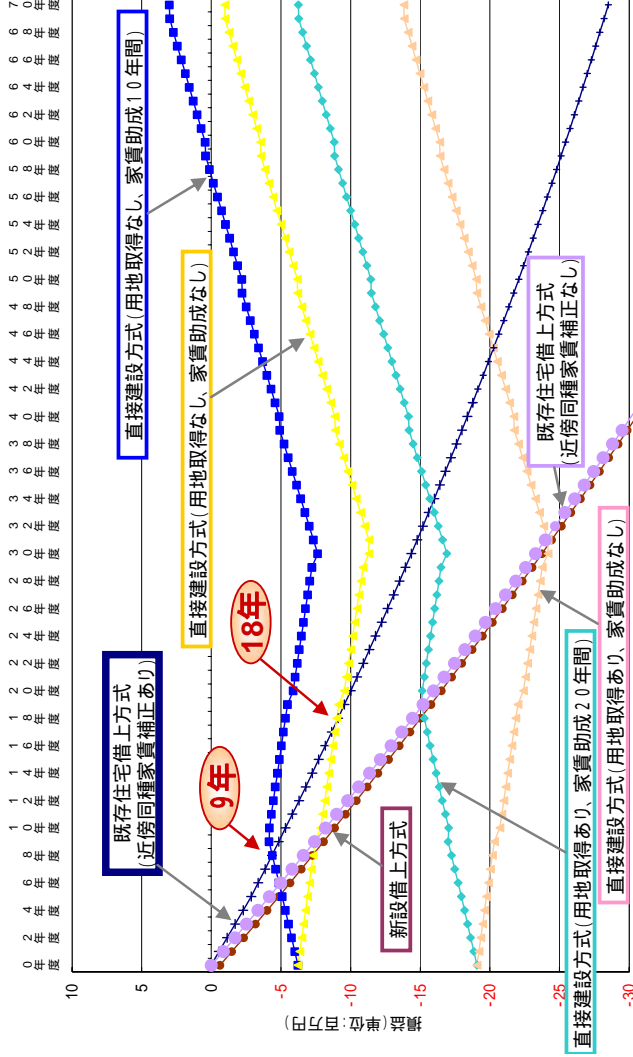 損益(単位:百万円)
10
5
0
-5
-10
-15
-20
-25
-30
0年度
2年度
4年度
6年度
8年度
10年度
12年度
14年度
16年度
18年度
20年度
22年度
24年度
26年度
28年度
30年度
32年度
34年度
36年度
38年度
40年度
42年度
44年度
46年度
48年度
50年度
52年度
54年度
56年度
58年度
60年度
62年度
64年度
66年度
68年度
70年度
既存住宅借上方式
(近傍同種家賃補正あり)
直接建設方式(用地取得なし、家賃助成10年間)
直接建設方式(用地取得なし、家賃助成なし)
9年
18年
新設借上方式
既存住宅借上方式
(近傍同種家賃補正なし)
直接建設方式(用地取得あり、家賃助成20年間)
直接建設方式(用地取得あり、家賃助成なし)